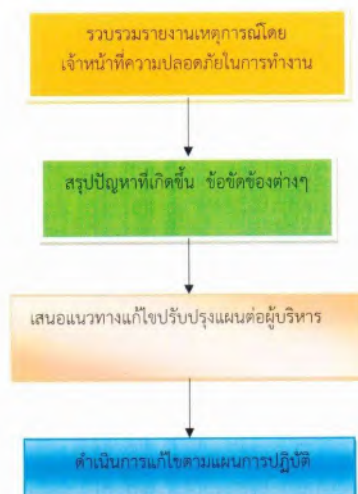 รวบรวมรายงานเหตุการณ์โดย
เจ้าหน้าที่ความปลอดภัยในการทำงาน
สรุปปัญหาที่เกิดขึ้น ข้อขัดข้องต่างๆ
เสนอแนวทางแก้ไขปรับปรุงแผนต่อผู้บริหาร
ดำเนินการแก้ไขตามแผนการปฏิบัติ